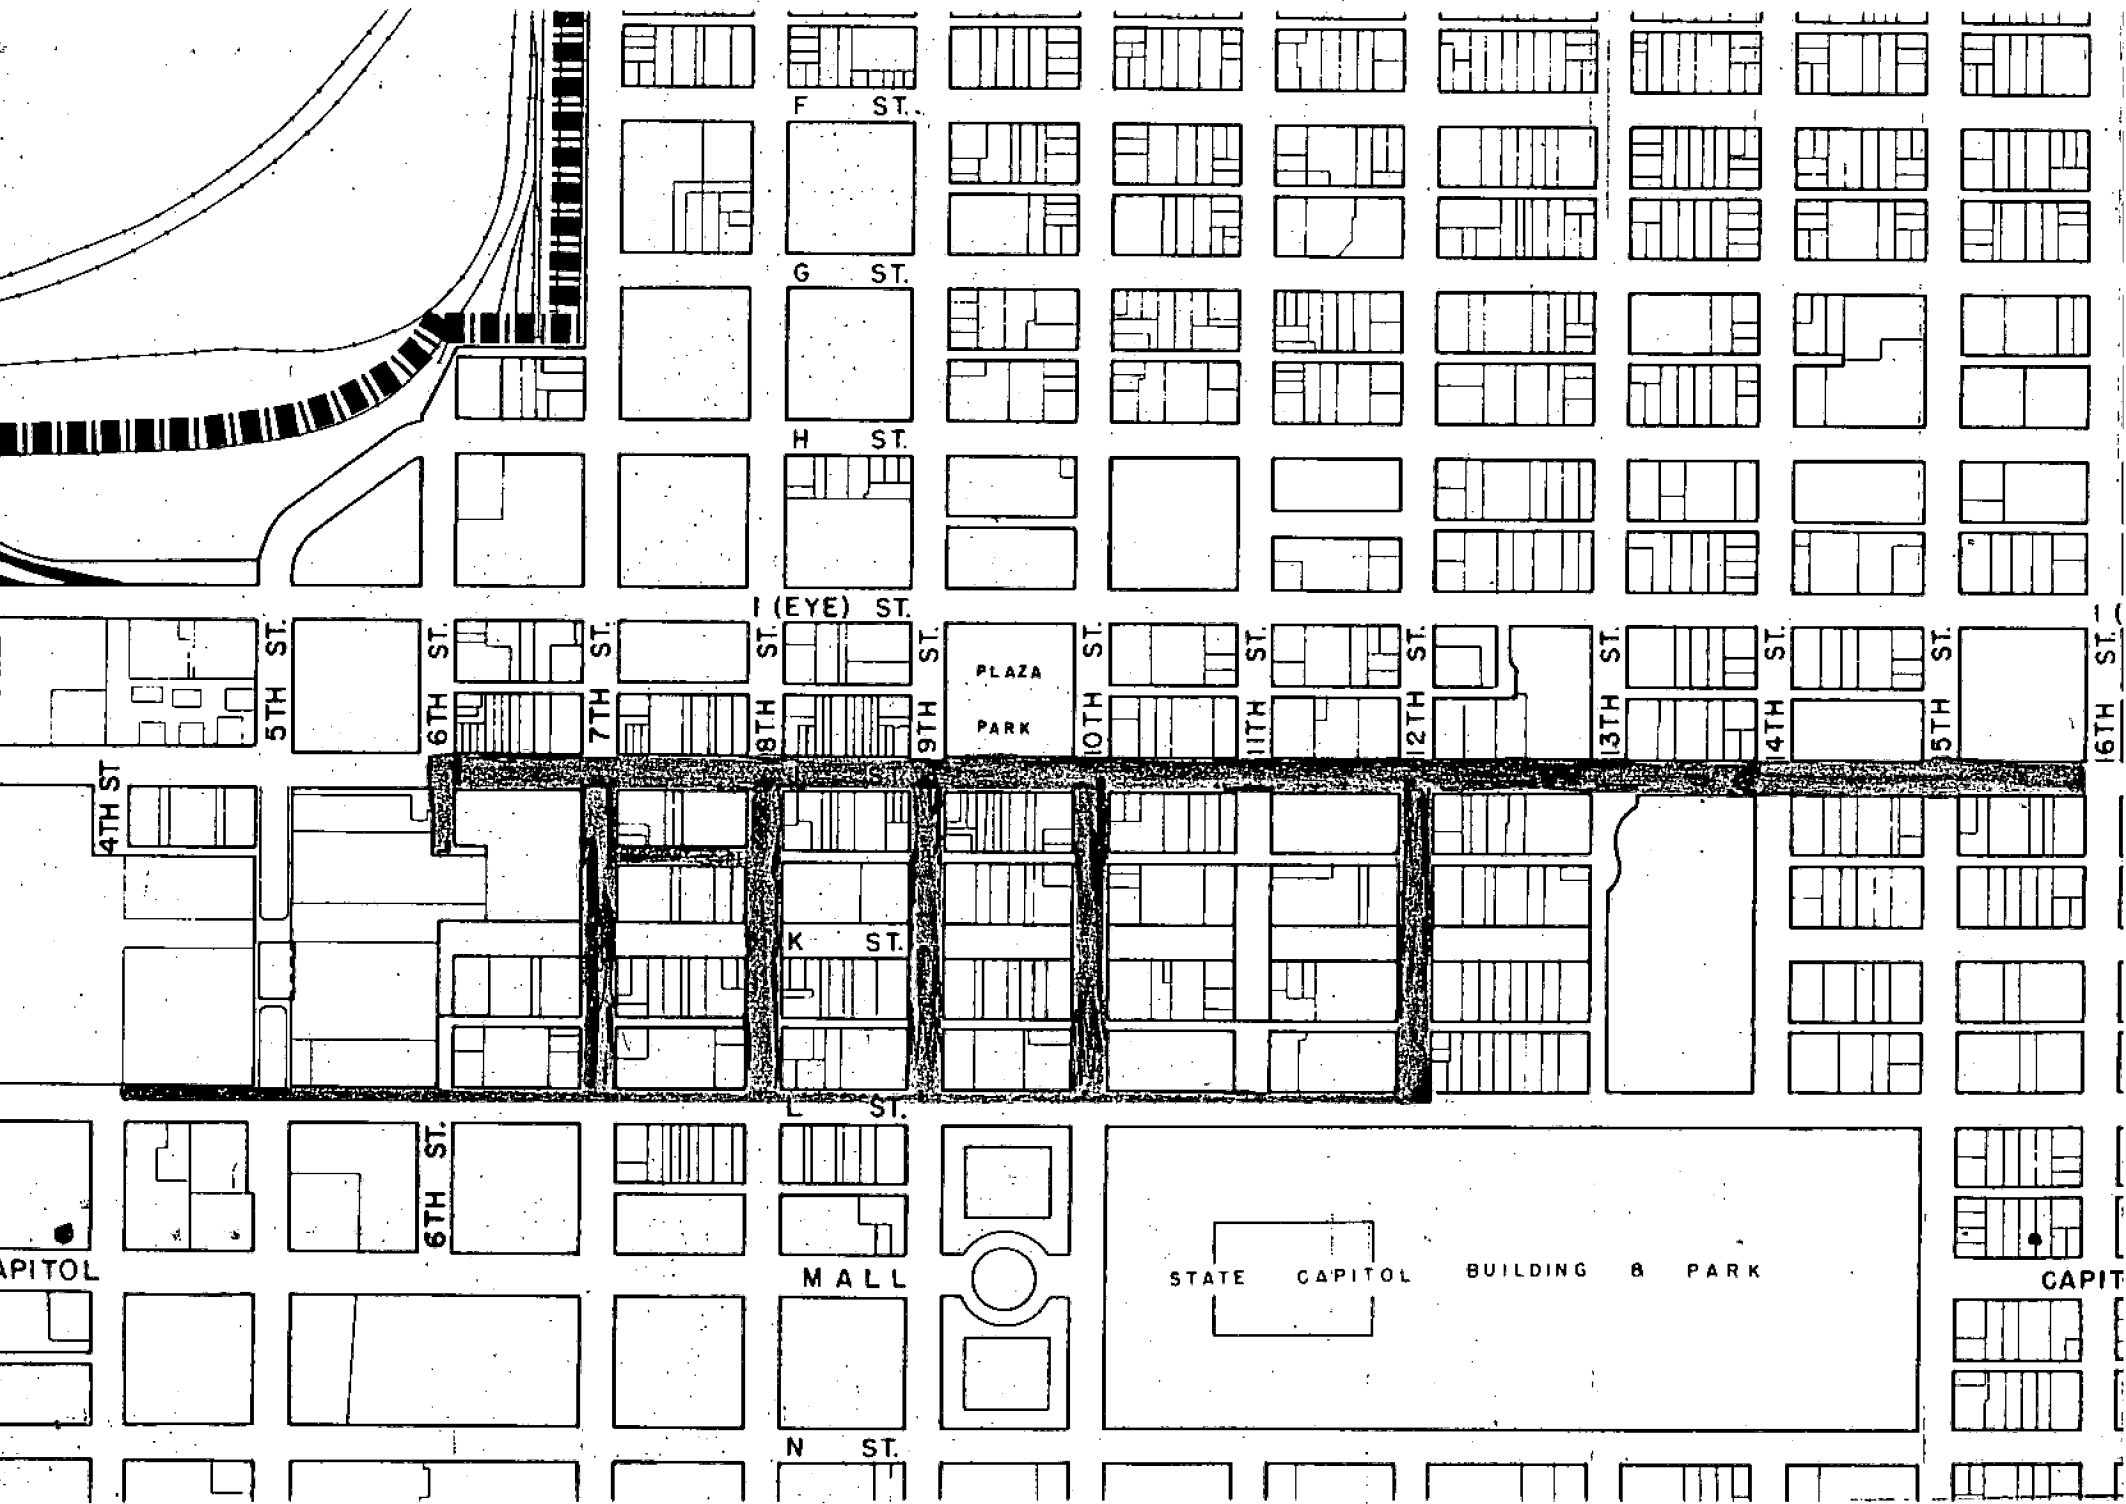 F ST.
G ST.
H ST.
I (EYE) ST.
I (
5TH ST.
6TH ST.
7TH ST.
8TH ST.
9TH ST.
PLAZA
PARK
10TH ST.
11TH ST.
12TH ST.
13TH ST.
14TH ST.
15TH ST.
16TH ST.
4TH ST
ST.
K ST.
L ST.
6TH ST.
APITOL
MALL
STATE CAPITOL BUILDING & PARK
CAPIT
N ST.